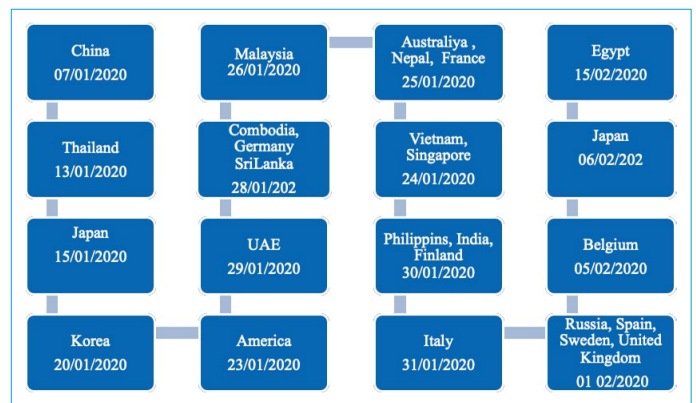 China
07/01/2020
Thailand
13/01/2020
Japan
15/01/2020
Korea
20/01/2020
America
23/01/2020
UAE
29/01/2020
Combodia,
Germany
SriLanka
28/01/202
Malaysia
26/01/2020
Australiya ,
Nepal, France
25/01/2020
Vietnam,
Singapore
24/01/2020
Philippins, India,
Finland
30/01/2020
Italy
31/01/2020
Russia, Spain,
Sweden, United
Kingdom
01 02/2020
Belgium
05/02/2020
Japan
06/02/202
Egypt
15/02/2020